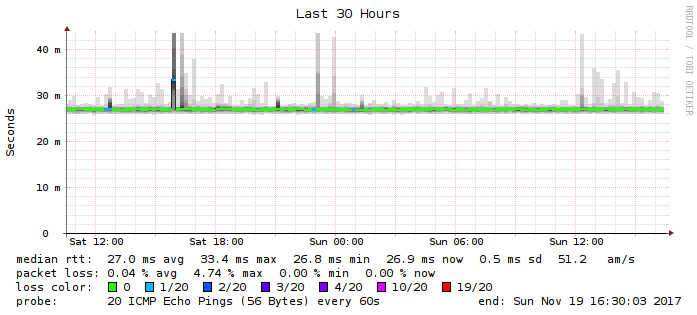 Last 30 Hours
RRDTOOL / TOBI OETIKER
Seconds
40 m
30 m
20 m
10 m
0
Sat 12:00 Sat 18:00 Sun 00:00 Sun 06:00 Sun 12:00
median rtt: 27.0 ms avg 33.4 ms max 26.8 ms min 26.9 ms now 0.5 ms sd 51.2 am/s
packet loss: 0.04 % avg 4.74 % max 0.00 % min 0.00 % now
loss color: 0 1/20 2/20 3/20 4/20 10/20 19/20
probe: 20 ICMP Echo Pings (56 Bytes) every 60s end: Sun Nov 19 16:30:03 2017